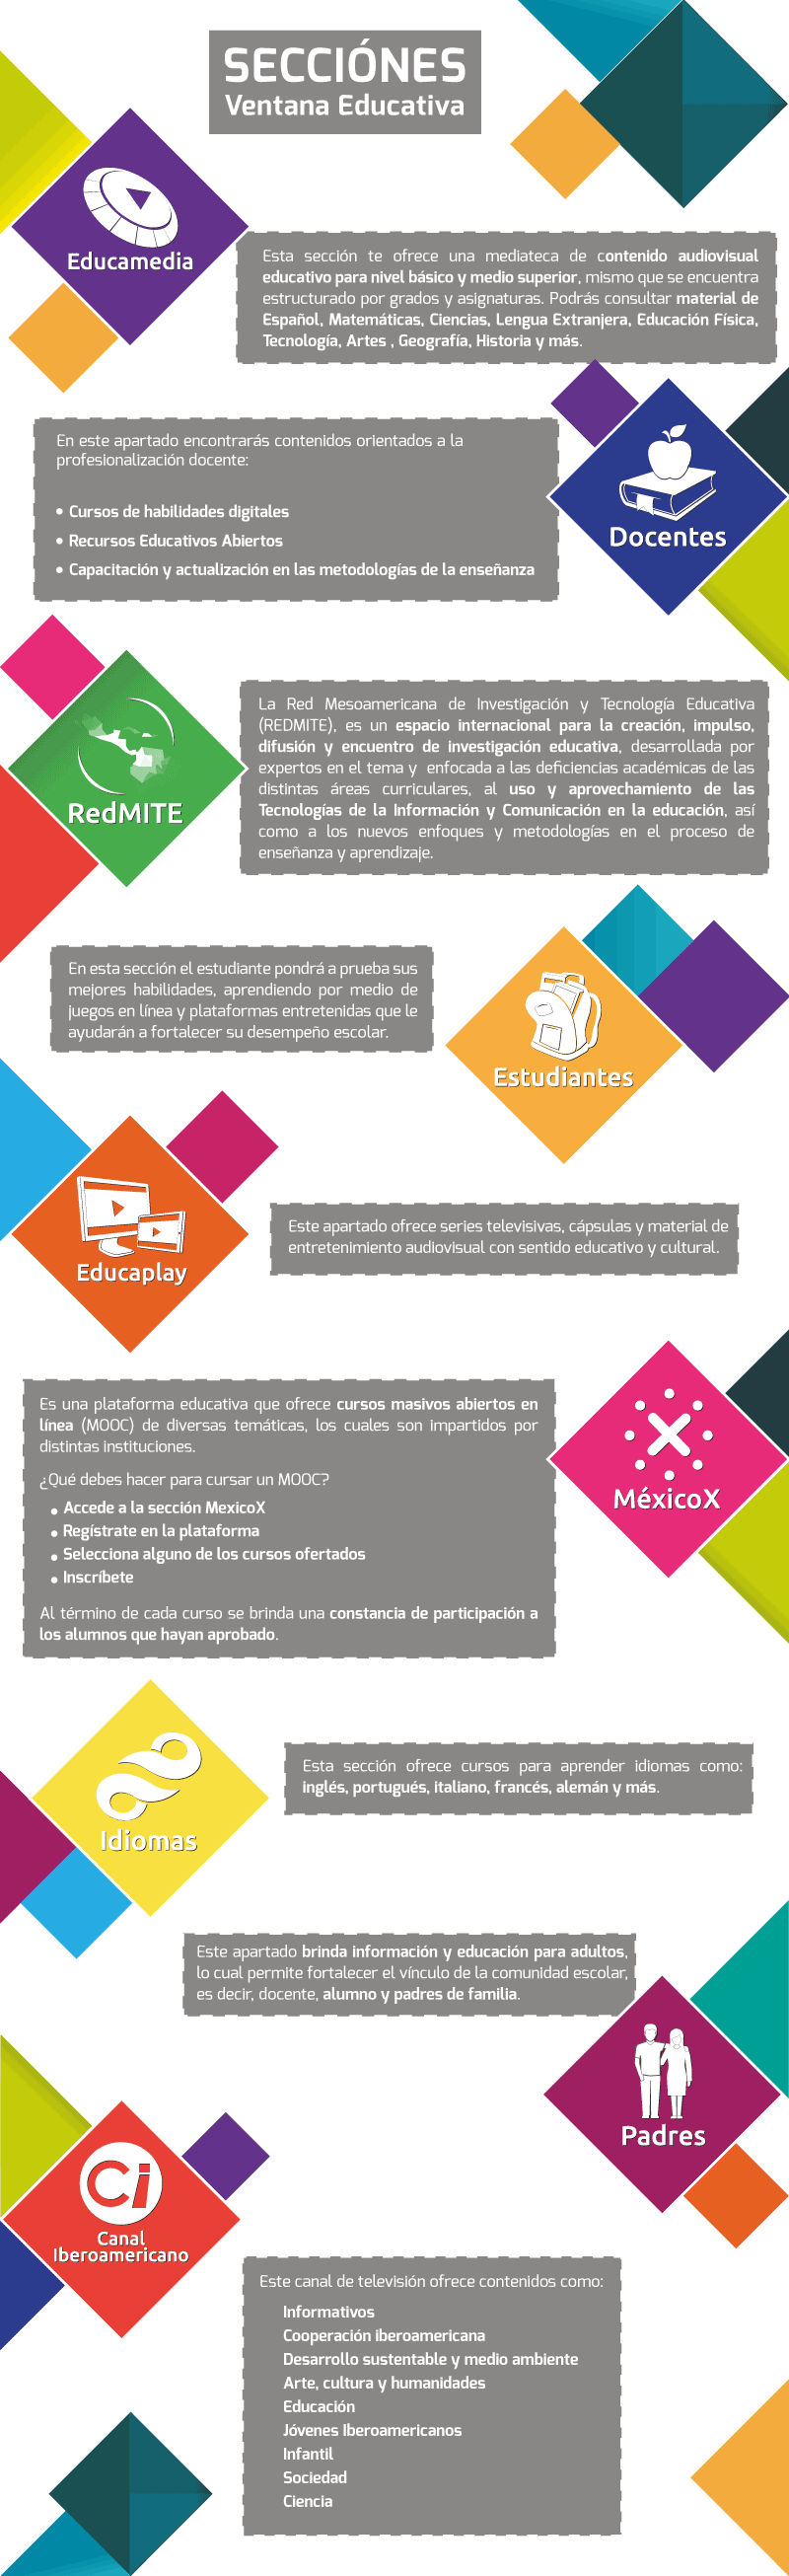 SECCIÓNES
Ventana Educativa
Educamedia
Esta sección te ofrece una mediateca de contenido audiovisual
educativo para nivel básico y medio superior, mismo que se encuentra
estructurado por grados y asignaturas. Podrás consultar material de
Español, Matemáticas, Ciencias, Lengua Extranjera, Educación Física,
Tecnología, Artes , Geografía, Historia y más.
En este apartado encontrarás contenidos orientados a la
profesionalización docente:
• Cursos de habilidades digitales
• Recursos Educativos Abiertos
• Capacitación y actualización en las metodologías de la enseñanza
Docentes
RedMITE
La Red Mesoamericana de Investigación y Tecnología Educativa
(REDMITE), es un espacio internacional para la creación, impulso,
difusión y encuentro de investigación educativa, desarrollada por
expertos en el tema y enfocada a las deficiencias académicas de las
distintas áreas curriculares, al uso y aprovechamiento de las
Tecnologías de la Información y Comunicación en la educación, así
como a los nuevos enfoques y metodologías en el proceso de
enseñanza y aprendizaje.
En esta sección el estudiante pondrá a prueba sus
mejores habilidades, aprendiendo por medio de
juegos en línea y plataformas entretenidas que le
ayudarán a fortalecer su desempeño escolar.
Estudiantes
Educaplay
Este apartado ofrece series televisivas, cápsulas y material de
entretenimiento audiovisual con sentido educativo y cultural.
Es una plataforma educativa que ofrece cursos masivos abiertos en
línea (MOOC) de diversas temáticas, los cuales son impartidos por
distintas instituciones.
¿Qué debes hacer para cursar un MOOC?
• Accede a la sección MexicoX
• Regístrate en la plataforma
• Selecciona alguno de los cursos ofertados
• Inscríbete
Al término de cada curso se brinda una constancia de participación a
los alumnos que hayan aprobado.
MéxicoX
Idiomas
Esta sección ofrece cursos para aprender idiomas como:
inglés, portugués, italiano, francés, alemán y más.
Este apartado brinda información y educación para adultos,
lo cual permite fortalecer el vínculo de la comunidad escolar,
es decir, docente, alumno y padres de familia.
Padres
Ci
Canal
Iberoamericano
Este canal de televisión ofrece contenidos como:
Informativos
Cooperación iberoamericana
Desarrollo sustentable y medio ambiente
Arte, cultura y humanidades
Educación
Jóvenes Iberoamericanos
Infantil
Sociedad
Ciencia